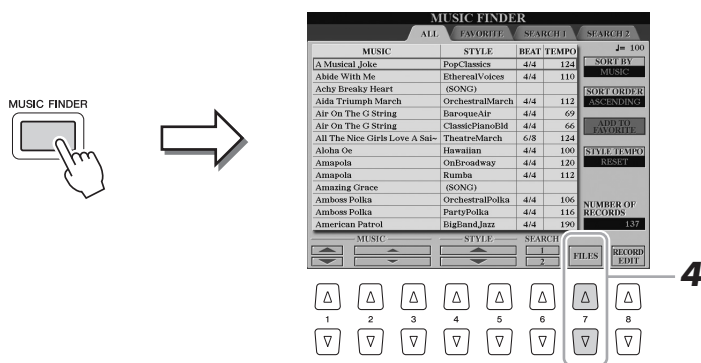 MUSIC FINDER
MUSIC FINDER
ALL FAVORITE SEARCH 1 SEARCH 2
MUSIC STYLE BEAT TEMPO
♩= 100
A Musical Joke PopClassics 4/4 124
Abide With Me EtherealVoices 4/4 110
Achy Breaky Heart (SONG)
Aida Triumph March OrchestralMarch 4/4 112
Air On The G String BaroqueAir 4/4 69
Air On The G String ClassicPianoBld 4/4 66
All The Nice Girls Love A Sai~ TheatreMarch 6/8 124
Aloha Oe Hawaiian 4/4 100
Amapola OnBroadway 4/4 120
Amapola Rumba 4/4 112
Amazing Grace (SONG)
Amboss Polka OrchestralPolka 4/4 106
Amboss Polka PartyPolka 4/4 116
American Patrol BigBandJazz 4/4 190
SORT BY
MUSIC
SORT ORDER
ASCENDING
ADD TO
FAVORITE
STYLE TEMPO
RESET
NUMBER OF
RECORDS
137
MUSIC STYLE SEARCH
1
2
FILES
RECORD
EDIT
4
1 2 3 4 5 6 7 8